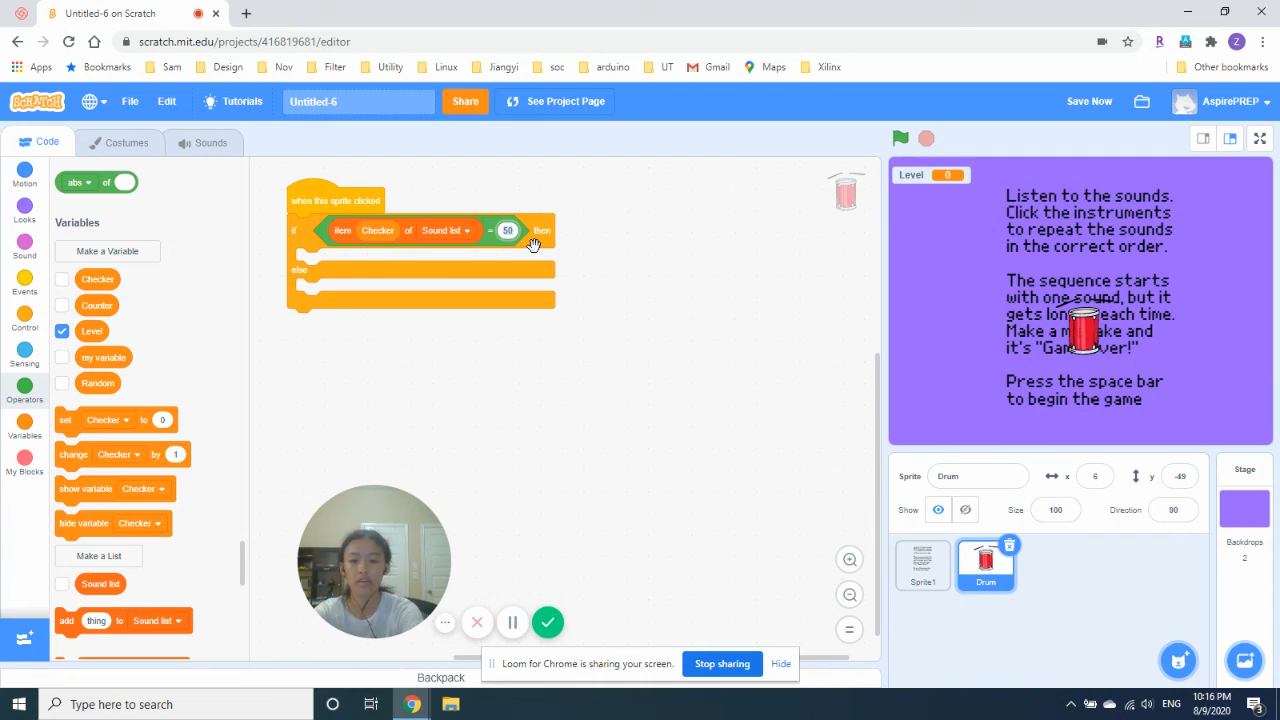 Untitled-6 on Scratch
scratch.mit.edu/projects/416819681/editor
Z
Apps Bookmarks Sam Design Nov Filter Utility Linux Jiangyi soc arduino UT Gmail Maps Xilinx Other bookmarks
SCRATCH File Edit Tutorials Untitled-6 Share See Project Page Save Now AspirePREP
Code Costumes Sounds
Motion
Looks
Sound
Events
Control
Sensing
Operators
Variables
My Blocks
abs of
Variables
Make a Variable
Checker
Counter
Level
my variable
Random
set Checker to 0
change Checker by 1
show variable Checker
hide variable Checker
Make a List
Sound list
add thing to Sound list
when this sprite clicked
if item Checker of Sound list = 50 then
else
Level 0
Listen to the sounds.
Click the instruments
to repeat the sounds
in the correct order.
The sequence starts
with one sound, but it
gets lon each time.
Make a m ake and
it's "Gam ver!"
Press the space bar
to begin the game
Sprite Drum x 6 y -49
Show Size 100 Direction 90
Sprite1
Drum
Stage
Backdrops
2
Loom for Chrome is sharing your screen. Stop sharing Hide
Backpack
Type here to search
ENG
10:16 PM
8/9/2020
3